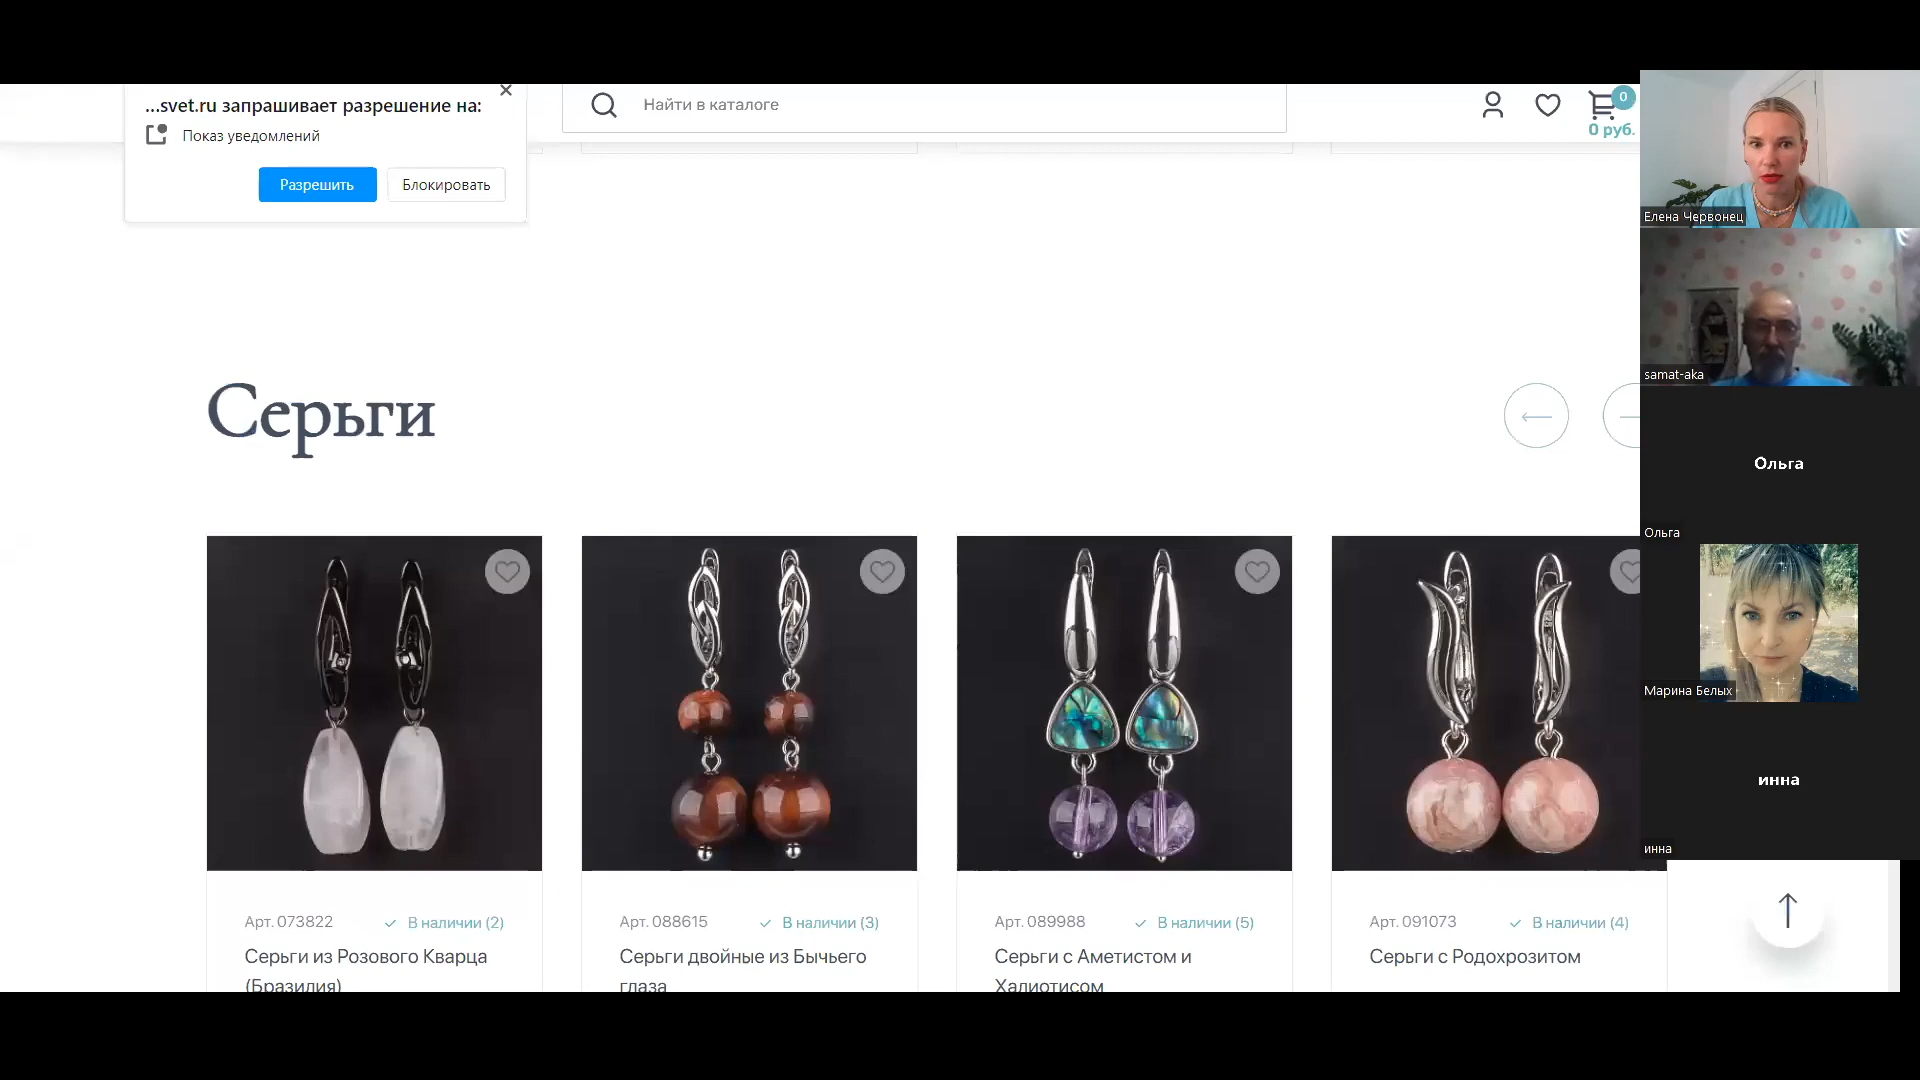 ...svet.ru запрашивает разрешение на:
Показ уведомлений
Разрешить
Блокировать
Найти в каталоге
0
0 руб.
Елена Червонец
samat-aka
Ольга
Ольга
Марина Белых
инна
инна
Серьги
Арт. 073822
В наличии (2)
Серьги из Розового Кварца
(Бразилия)
Арт. 088615
В наличии (3)
Серьги двойные из Бычьего
глаза
Арт. 089988
В наличии (5)
Серьги с Аметистом и
Халиотисом
Арт. 091073
В наличии (4)
Серьги с Родохрозитом